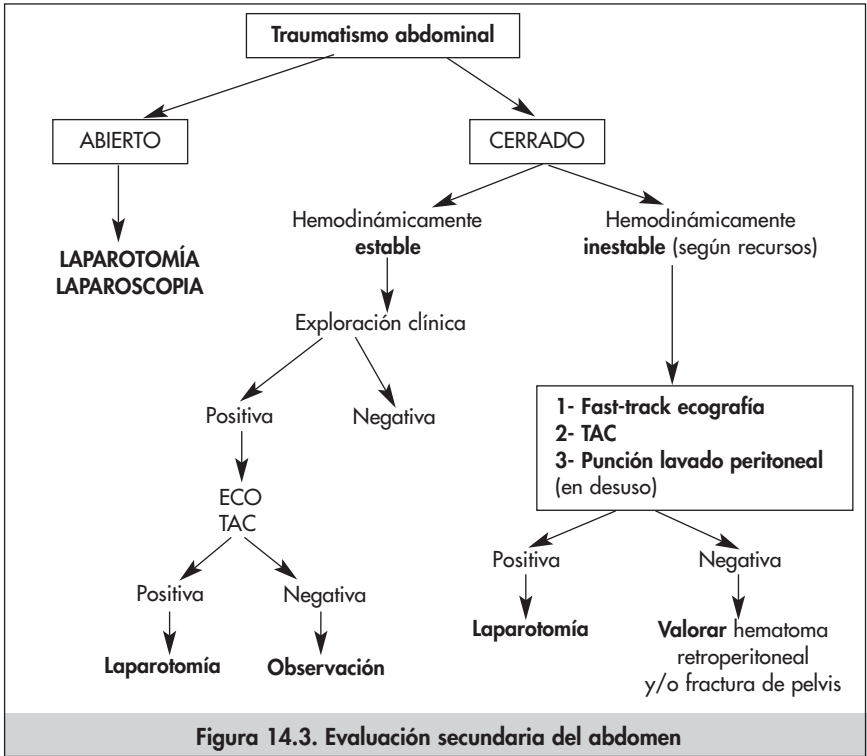 Traumatismo abdominal
ABIERTO
CERRADO
LAPAROTOMÍA
LAPAROSCOPIA
Hemodinámicamente
estable
Hemodinámicamente
inestable (según recursos)
Exploración clínica
Positiva
Negativa
1- Fast-track ecografía
2- TAC
3- Punción lavado peritoneal
(en desuso)
ECO
TAC
Positiva
Negativa
Positiva
Negativa
Laparotomía
Observación
Laparotomía
Valorar hematoma
retroperitoneal
y/o fractura de pelvis
Figura 14.3. Evaluación secundaria del abdomen